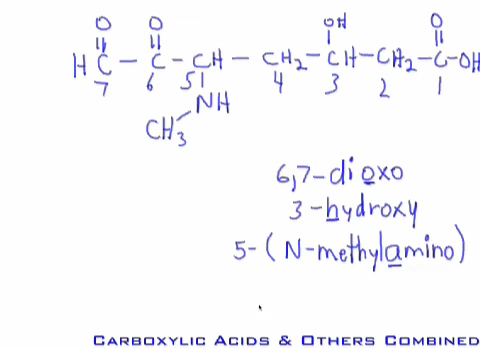 O O OH O
HC - C - CH - CH2 - CH - CH2 - C - OH
7 6 5 4 3 2 1
NH
CH3
6,7-dioxo
3-hydroxy
5-(N-methylamino)
CARBOXYLIC ACIDS & OTHERS COMBINED